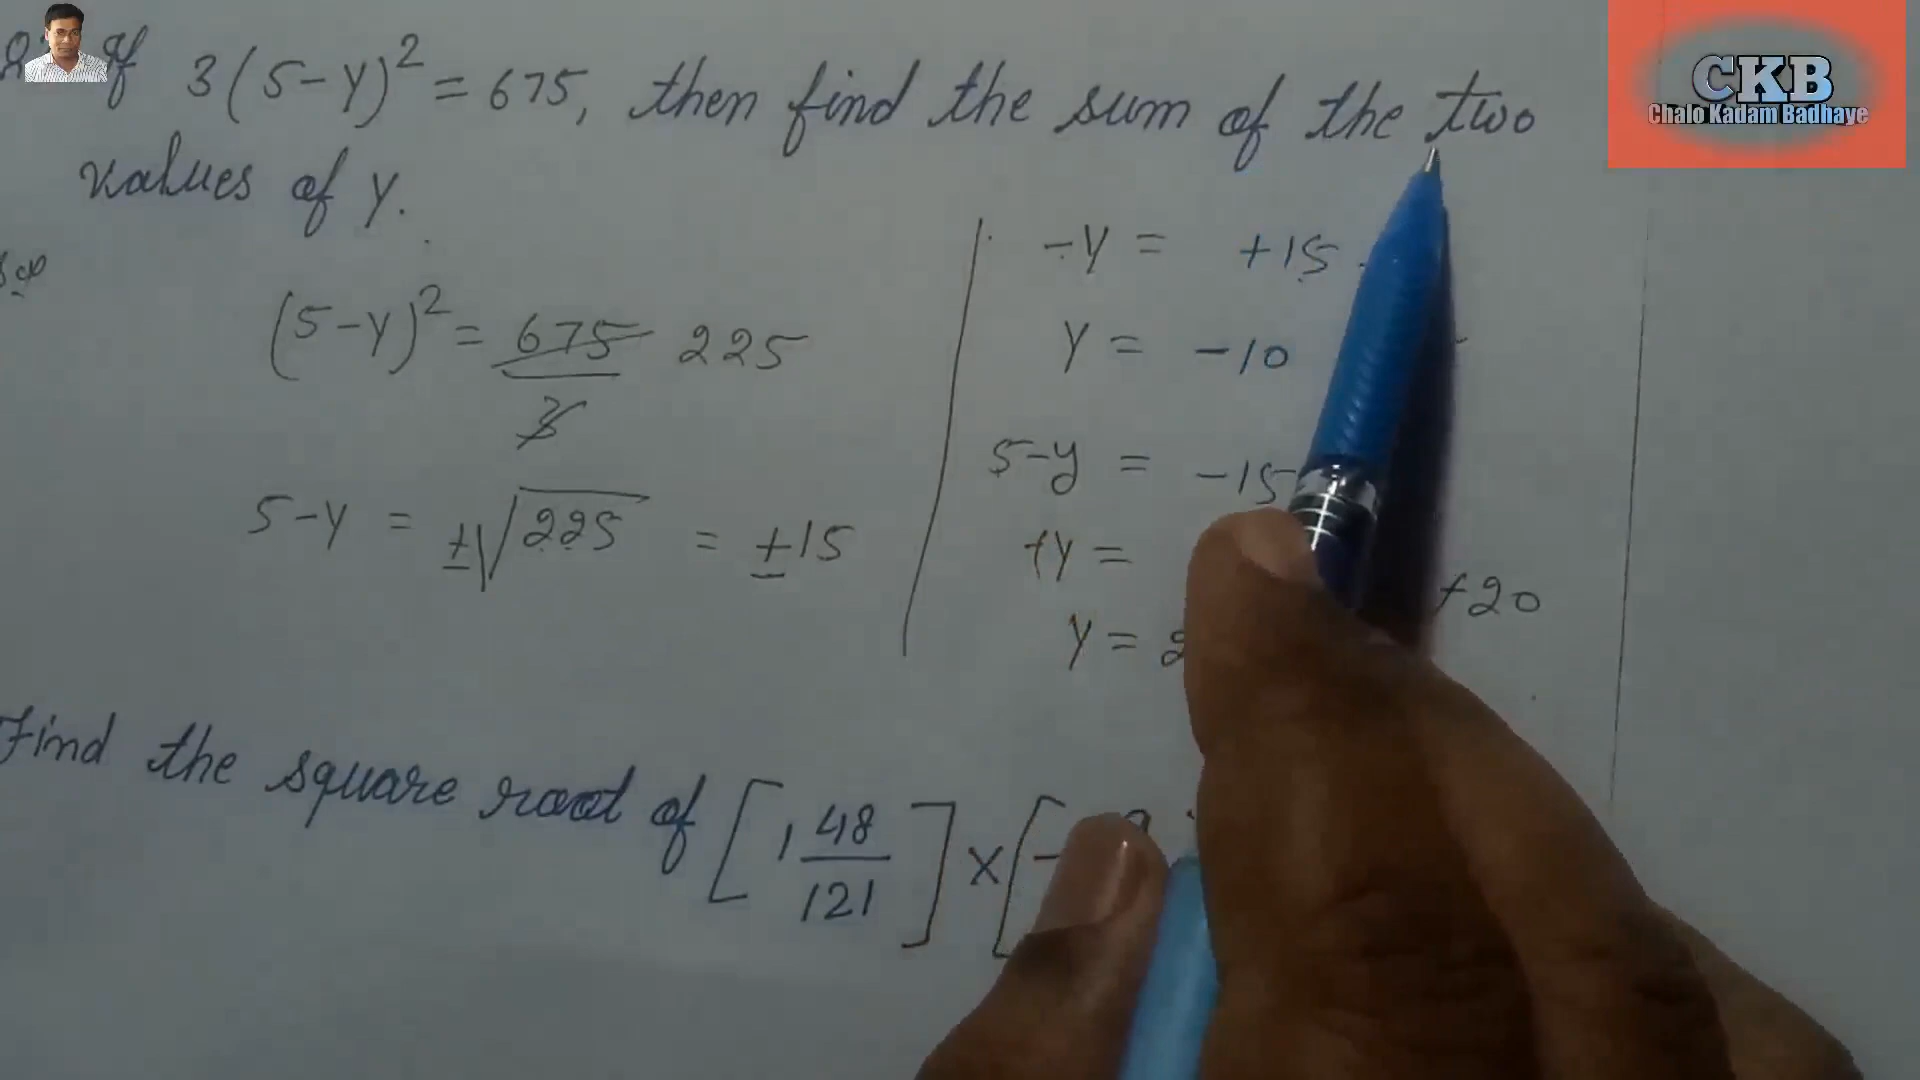 If 3(5-y)² = 675, then find the sum of the two
values of y.
(5-y)² = 675/3 225
5-y = ±√225 = ±15
-y = +15
y = -10
5-y = -15
+y =
+20
y = 2
Find the square root of [1 48/121] × [
CKB
Chalo Kadam Badhaye